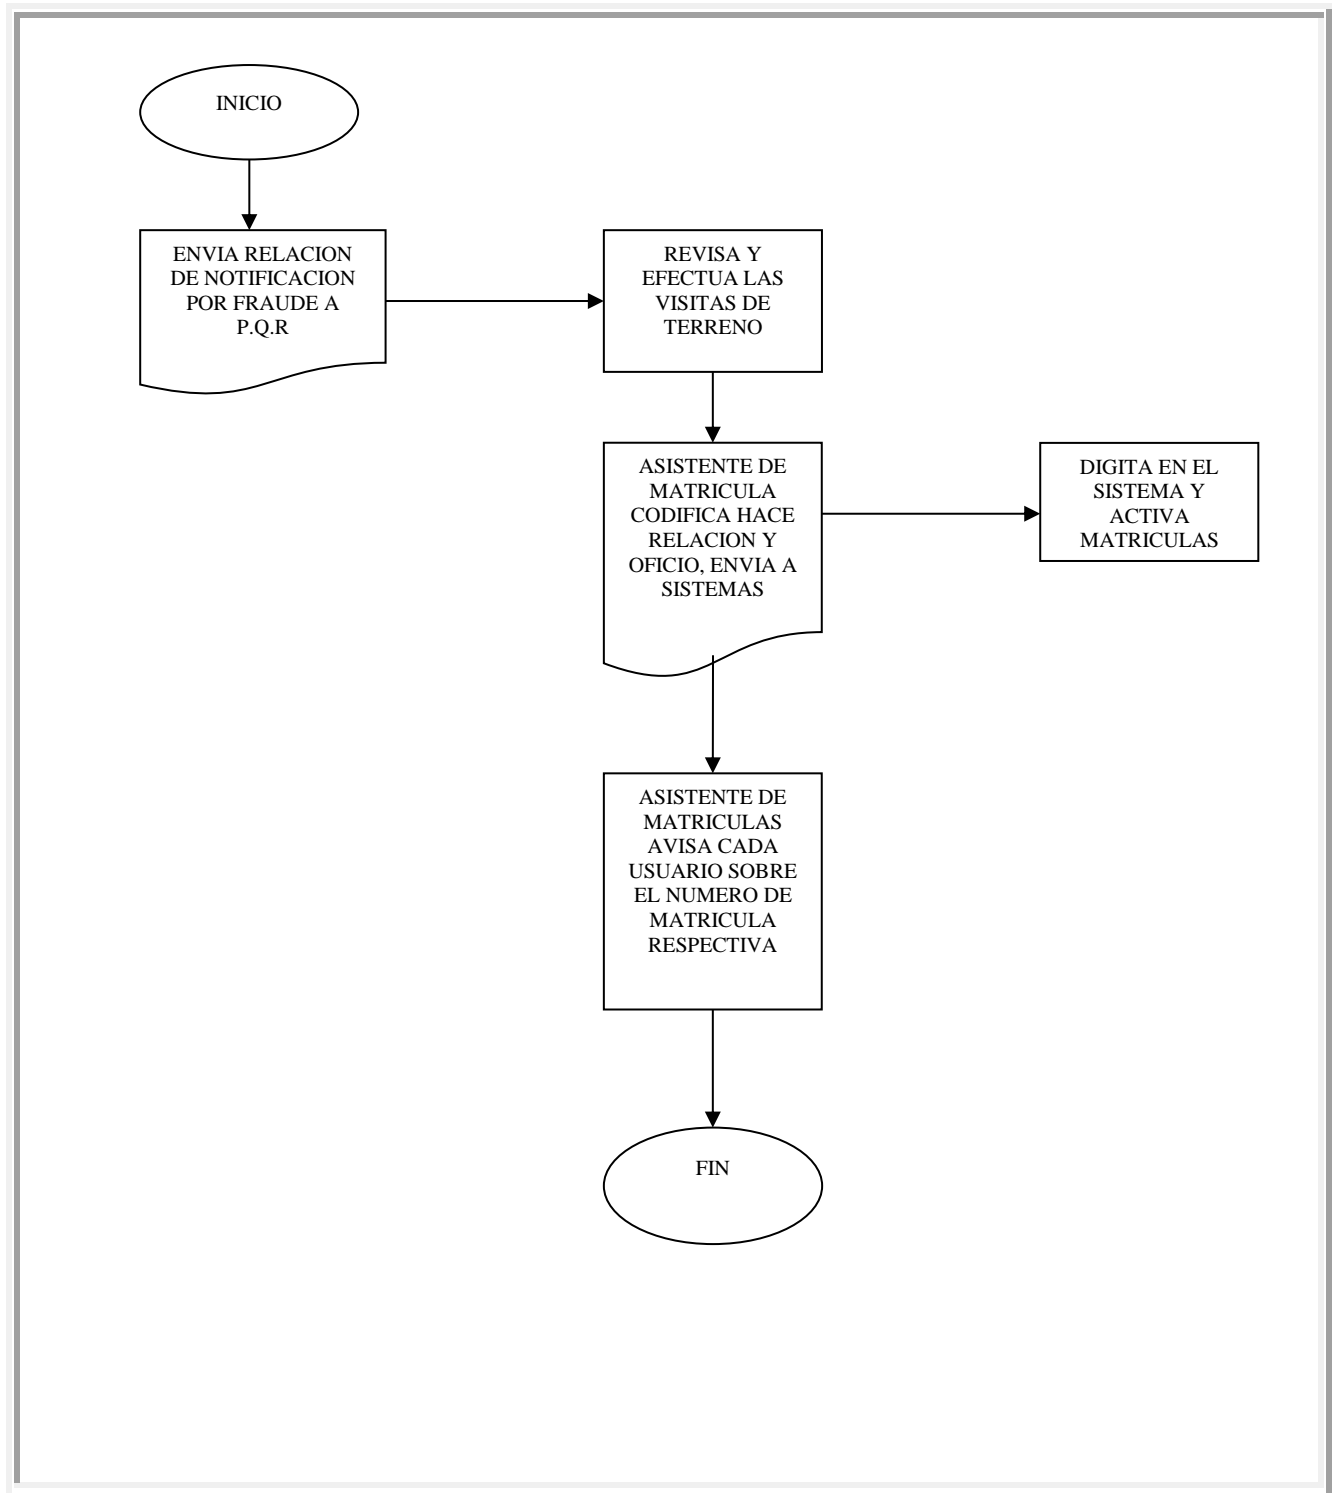 INICIO
ENVIA RELACION
DE NOTIFICACION
POR FRAUDE A
P.Q.R
REVISA Y
EFECTUA LAS
VISITAS DE
TERRENO
ASISTENTE DE
MATRICULA
CODIFICA HACE
RELACION Y
OFICIO, ENVIA A
SISTEMAS
DIGITA EN EL
SISTEMA Y
ACTIVA
MATRICULAS
ASISTENTE DE
MATRICULAS
AVISA CADA
USUARIO SOBRE
EL NUMERO DE
MATRICULA
RESPECTIVA
FIN